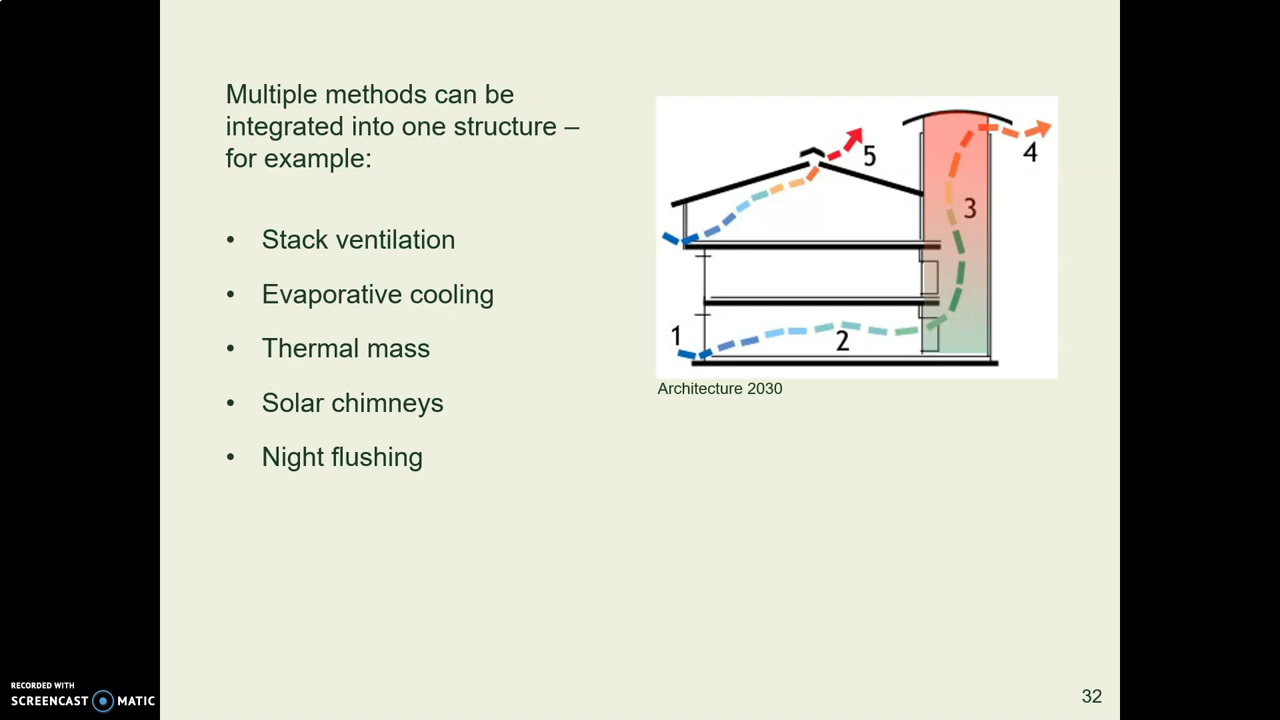 Multiple methods can be
integrated into one structure –
for example:
• Stack ventilation
• Evaporative cooling
• Thermal mass
• Solar chimneys
• Night flushing
5
4
3
1
2
Architecture 2030
32
RECORDED WITH
SCREENCAST MATIC